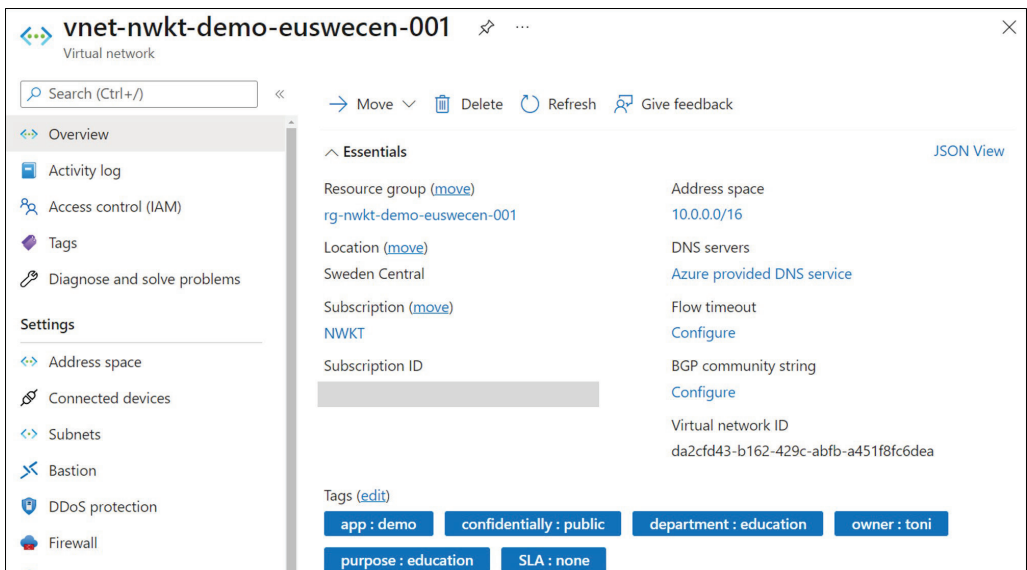 vnet-nwkt-demo-euswecen-001
Virtual network
Search (Ctrl+/)
Overview
Activity log
Access control (IAM)
Tags
Diagnose and solve problems
Settings
Address space
Connected devices
Subnets
Bastion
DDoS protection
Firewall
Move
Delete
Refresh
Give feedback
Essentials
JSON View
Resource group (move)
rg-nwkt-demo-euswecen-001
Location (move)
Sweden Central
Subscription (move)
NWKT
Subscription ID
Address space
10.0.0.0/16
DNS servers
Azure provided DNS service
Flow timeout
Configure
BGP community string
Configure
Virtual network ID
da2cfd43-b162-429c-abfb-a451f8fc6dea
Tags (edit)
app : demo confidentially : public department : education owner : toni
purpose : education SLA : none